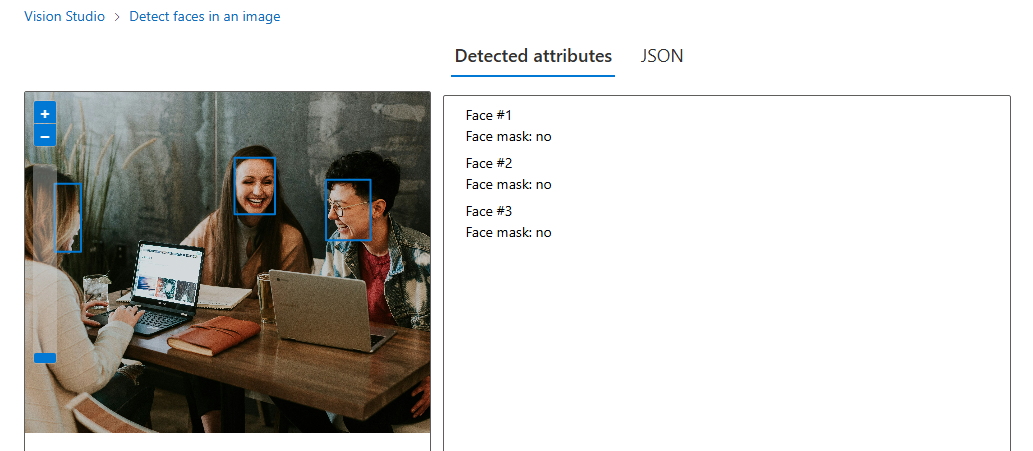 Vision Studio > Detect faces in an image
Detected attributes JSON
+
−
Face #1
Face mask: no
Face #2
Face mask: no
Face #3
Face mask: no